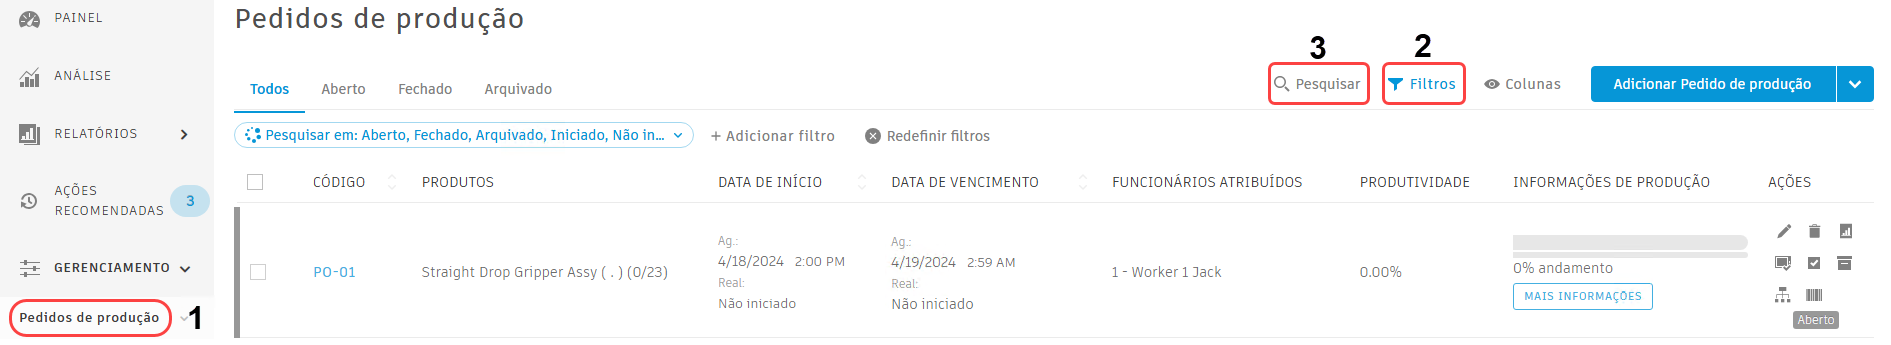 PAINEL
ANÁLISE
RELATÓRIOS
AÇÕES
RECOMENDADAS
3
GERENCIAMENTO
Pedidos de produção
1
Pedidos de produção
3
2
Todos
Aberto
Fechado
Arquivado
Pesquisar
Filtros
Colunas
Adicionar Pedido de produção
Pesquisar em: Aberto, Fechado, Arquivado, Iniciado, Não in...
+ Adicionar filtro
Redefinir filtros
CÓDIGO
PRODUTOS
DATA DE INÍCIO
DATA DE VENCIMENTO
FUNCIONÁRIOS ATRIBUÍDOS
PRODUTIVIDADE
INFORMAÇÕES DE PRODUÇÃO
AÇÕES
PO-01
Straight Drop Gripper Assy ( . ) (0/23)
Ag.:
4/18/2024 2:00 PM
Real:
Não iniciado
Ag.:
4/19/2024 2:59 AM
Real:
Não iniciado
1 - Worker 1 Jack
0.00%
0% andamento
MAIS INFORMAÇÕES
Aberto